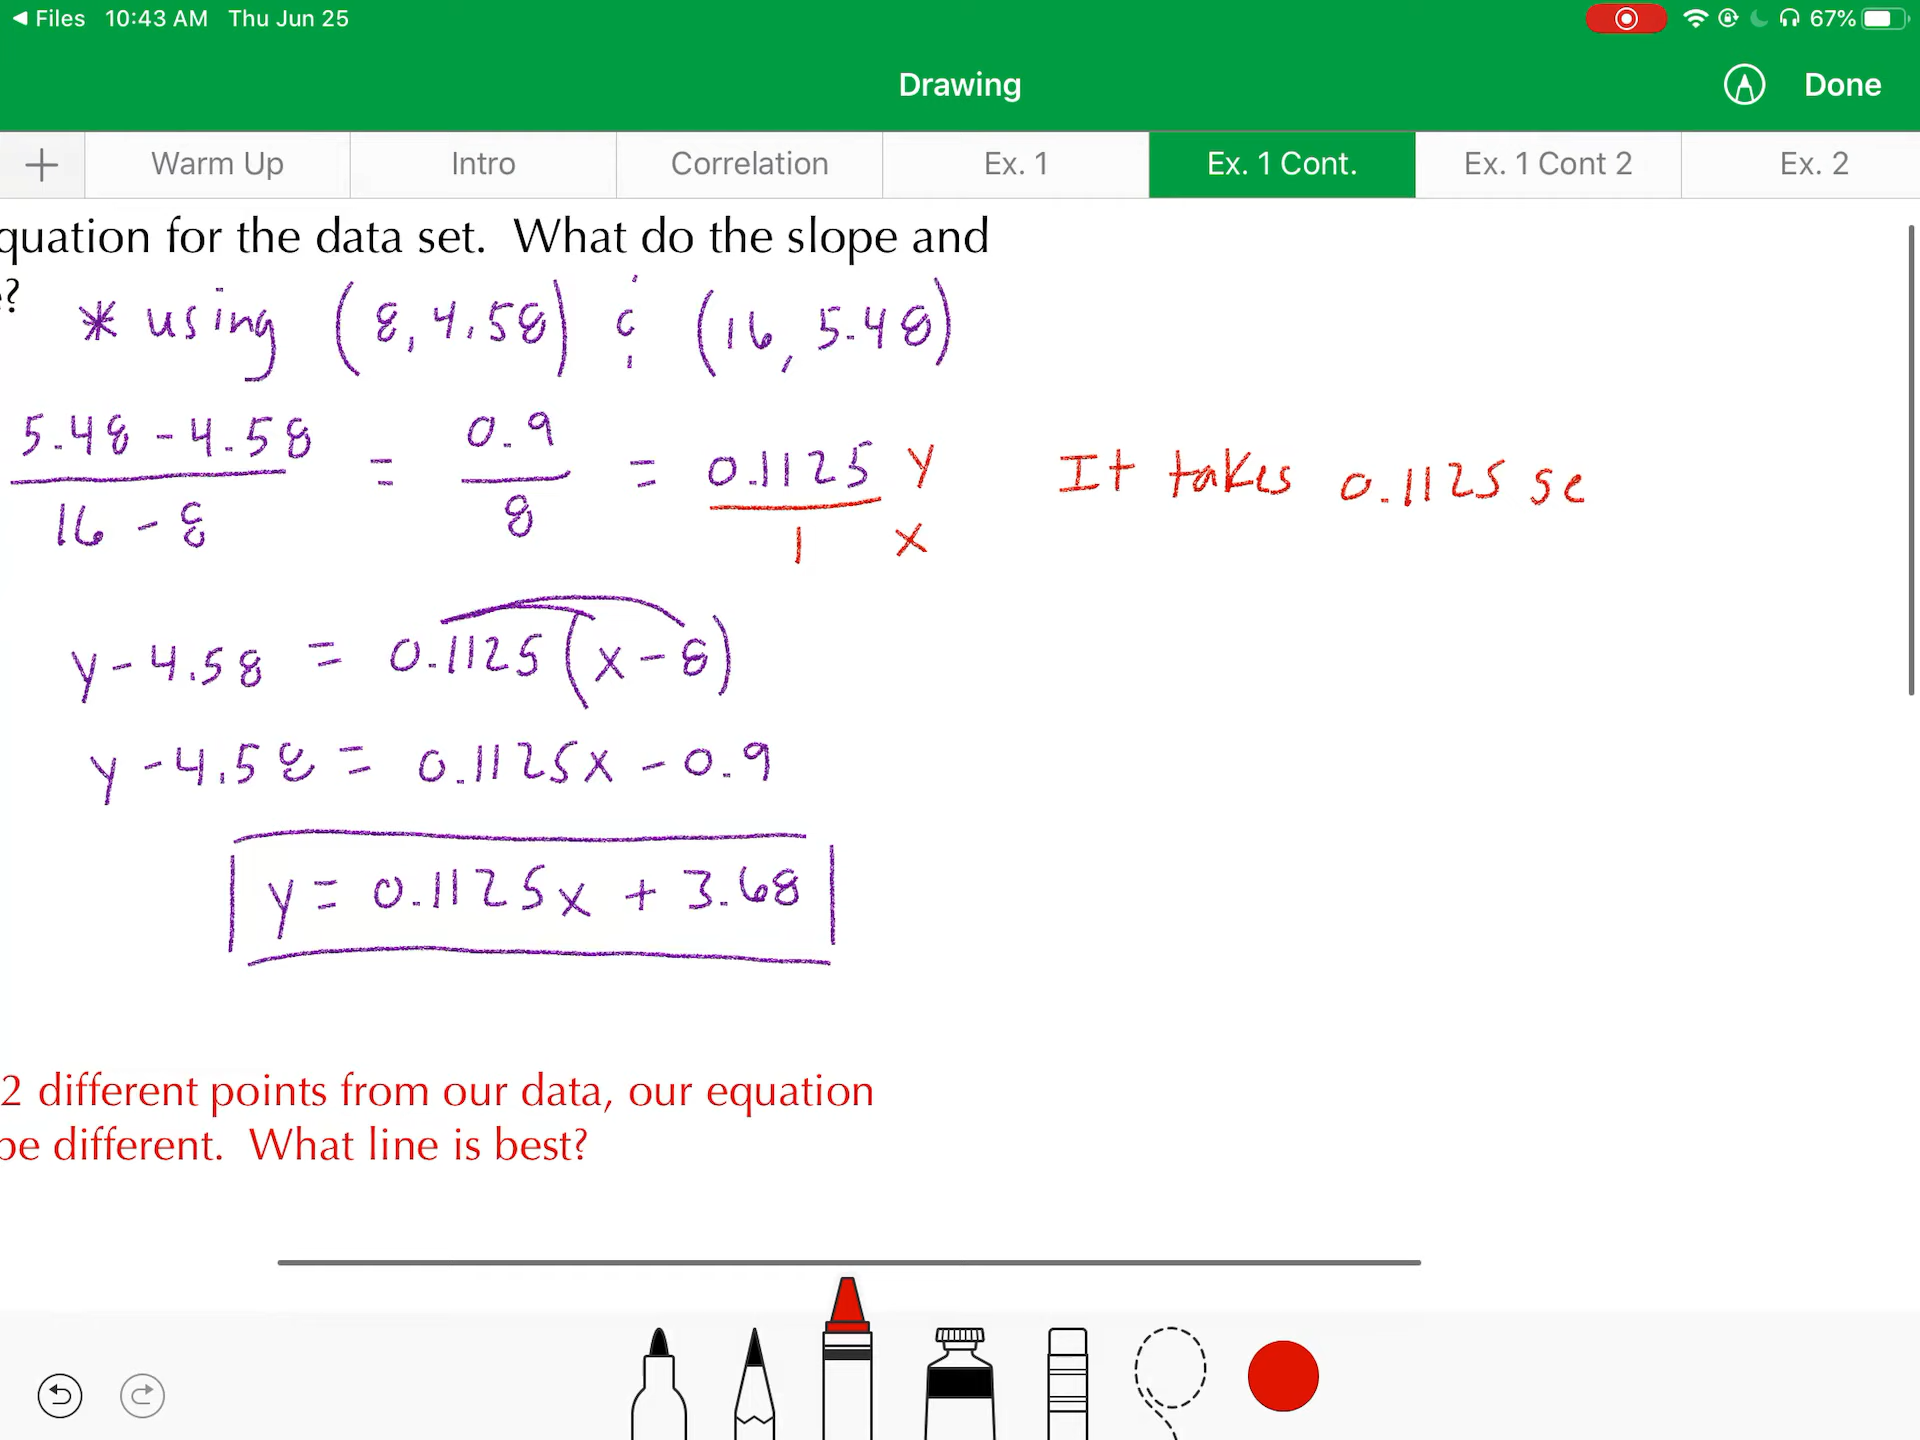 Files 10:43 AM Thu Jun 25 67%
Drawing Done
Warm Up Intro Correlation Ex. 1 Ex. 1 Cont. Ex. 1 Cont 2 Ex. 2
quation for the data set. What do the slope and
e?
* using (8, 4.58) & (16, 5.48)
5.48 - 4.58 / 16 - 8 = 0.9 / 8 = 0.1125 / 1 y / x It takes 0.1125 se
y - 4.58 = 0.1125(x - 8)
y - 4.58 = 0.1125x - 0.9
y = 0.1125x + 3.68
2 different points from our data, our equation
be different. What line is best?